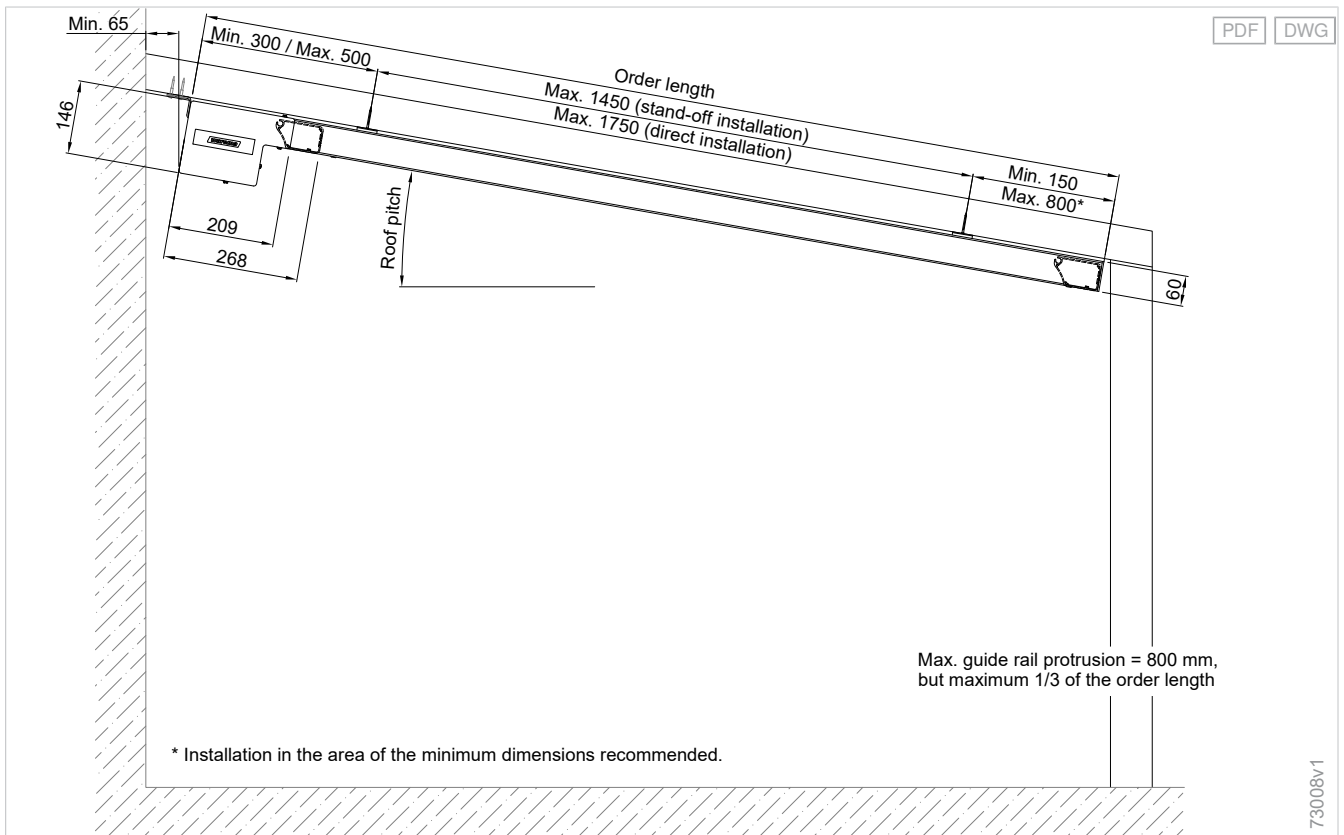 PDF DWG
Min. 65
Min. 300 / Max. 500
Order length
Max. 1450 (stand-off installation)
Max. 1750 (direct installation)
146
Min. 150
Max. 800*
209
268
Roof pitch
60
Max. guide rail protrusion = 800 mm,
but maximum 1/3 of the order length
* Installation in the area of the minimum dimensions recommended.
73008v1